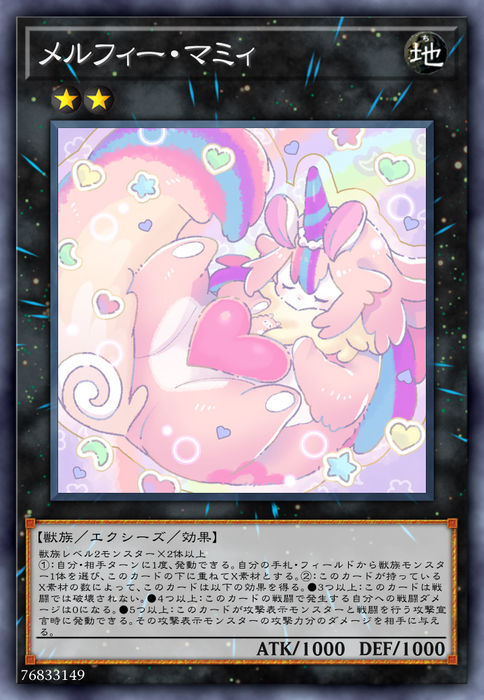 メルフィー・マミィ
ち
地
【獣族／エクシーズ／効果】
獣族レベル2モンスター×2体以上
①：自分・相手ターンに1度、発動できる。自分の手札・フィールドから獣族モンスタ
ー1体を選び、このカードの下に重ねてX素材とする。②：このカードが持っている
X素材の数によって、このカードは以下の効果を得る。●3つ以上：このカードは戦
闘では破壊されない。●4つ以上：このカードの戦闘で発生する自分への戦闘ダメ
ージは0になる。●5つ以上：このカードが攻撃表示モンスターと戦闘を行う攻撃宣
言時に発動できる。その攻撃表示モンスターの攻撃力分のダメージを相手に与え
る。
ATK/1000 DEF/1000
76833149